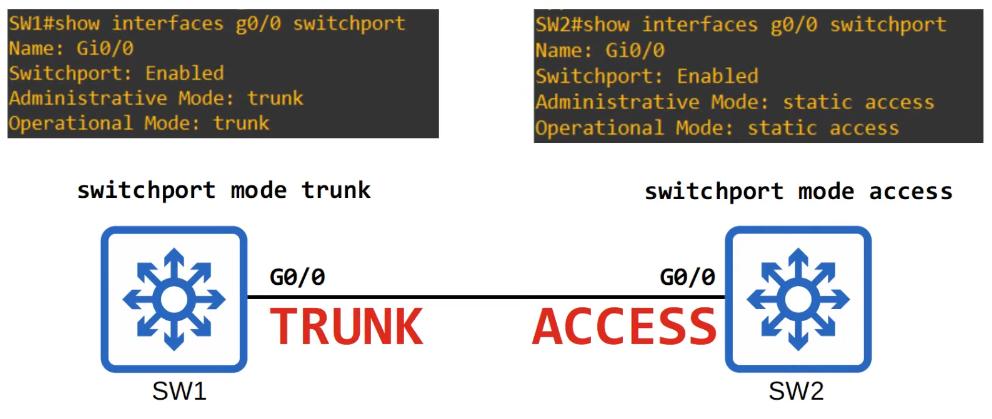 SW1#show interfaces g0/0 switchport
Name: Gi0/0
Switchport: Enabled
Administrative Mode: trunk
Operational Mode: trunk
SW2#show interfaces g0/0 switchport
Name: Gi0/0
Switchport: Enabled
Administrative Mode: static access
Operational Mode: static access
switchport mode trunk
switchport mode access
G0/0
G0/0
TRUNK
ACCESS
SW1
SW2